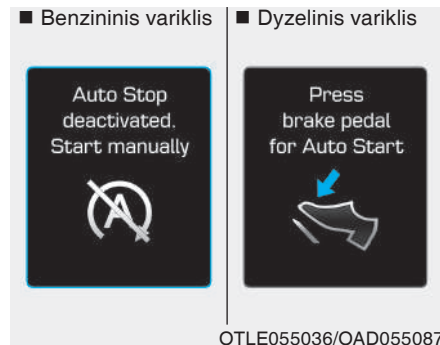 ■ Benzininis variklis
Auto Stop
deactivated.
Start manually
A
■ Dyzelinis variklis
Press
brake pedal
for Auto Start
OTLE055036/OAD055087